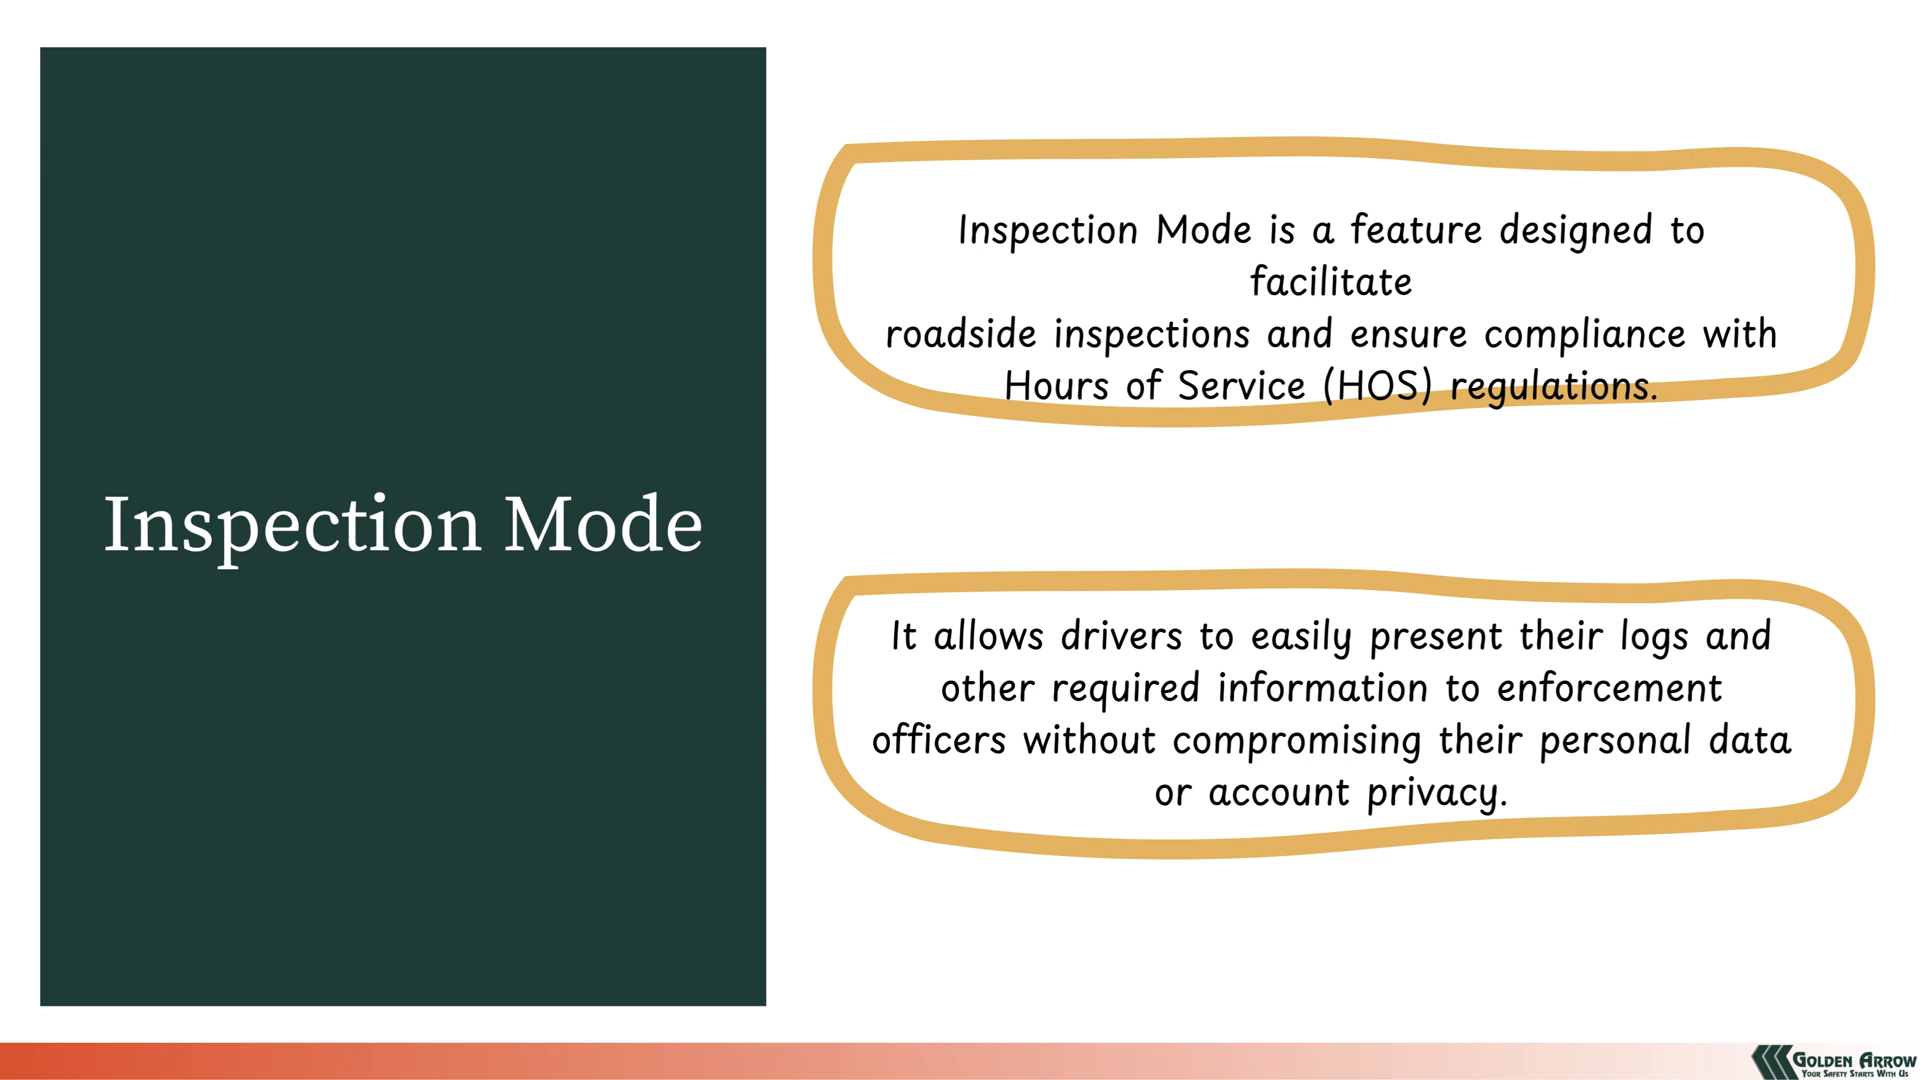 Inspection Mode
Inspection Mode is a feature designed to
facilitate
roadside inspections and ensure compliance with
Hours of Service (HOS) regulations.
It allows drivers to easily present their logs and
other required information to enforcement
officers without compromising their personal data
or account privacy.
GOLDEN ARROW
YOUR SAFETY STARTS WITH US